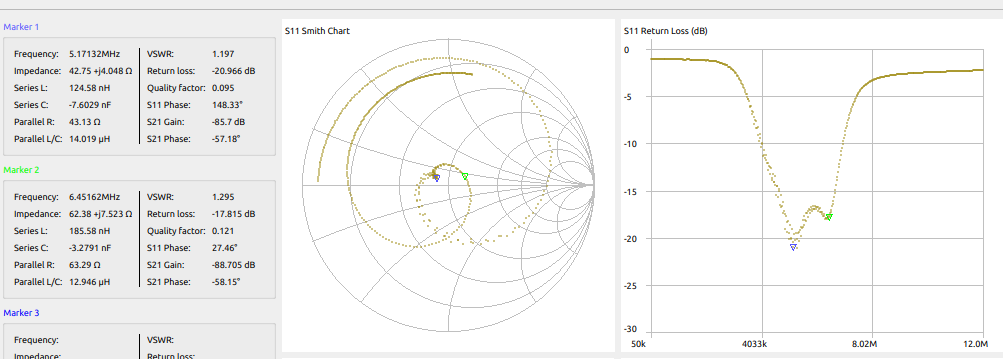 Marker 1
Frequency: 5.17132MHz VSWR: 1.197
Impedance: 42.75 +j4.048 Ω Return loss: -20.966 dB
Series L: 124.58 nH Quality Factor: 0.095
Series C: -7.6029 nF S11 Phase: 148.33°
Parallel R: 43.13 Ω S21 Gain: -85.7 dB
Parallel L/C: 14.019 µH S21 Phase: -57.18°
Marker 2
Frequency: 6.45162MHz VSWR: 1.295
Impedance: 62.38 +j7.523 Ω Return loss: -17.815 dB
Series L: 185.58 nH Quality Factor: 0.121
Series C: -3.2791 nF S11 Phase: 27.46°
Parallel R: 63.29 Ω S21 Gain: -88.705 dB
Parallel L/C: 12.946 µH S21 Phase: -58.15°
Marker 3
Frequency: VSWR:
Impedance: Return loss:
S11 Smith Chart
S11 Return Loss (dB)
0
-5
-10
-15
-20
-25
-30
50k 4033k 8.02M 12.0M